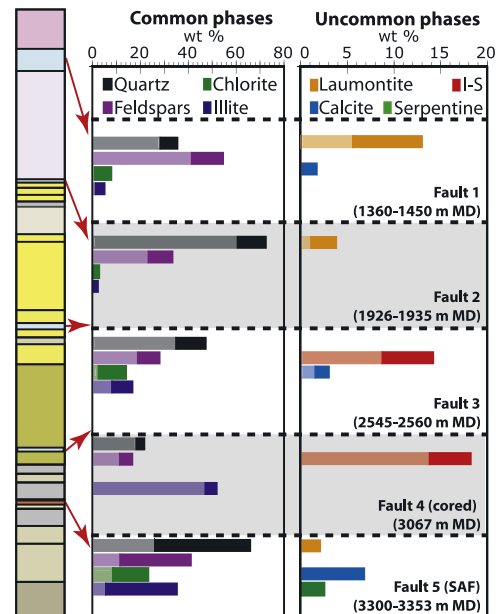 Common phases
wt %
0 20 40 60 80
Quartz Chlorite
Feldspars Illite
Uncommon phases
wt %
0 5 10 15 20
Laumontite I-S
Calcite Serpentine
Fault 1
(1360-1450 m MD)
Fault 2
(1926-1935 m MD)
Fault 3
(2545-2560 m MD)
Fault 4 (cored)
(3067 m MD)
Fault 5 (SAF)
(3300-3353 m MD)